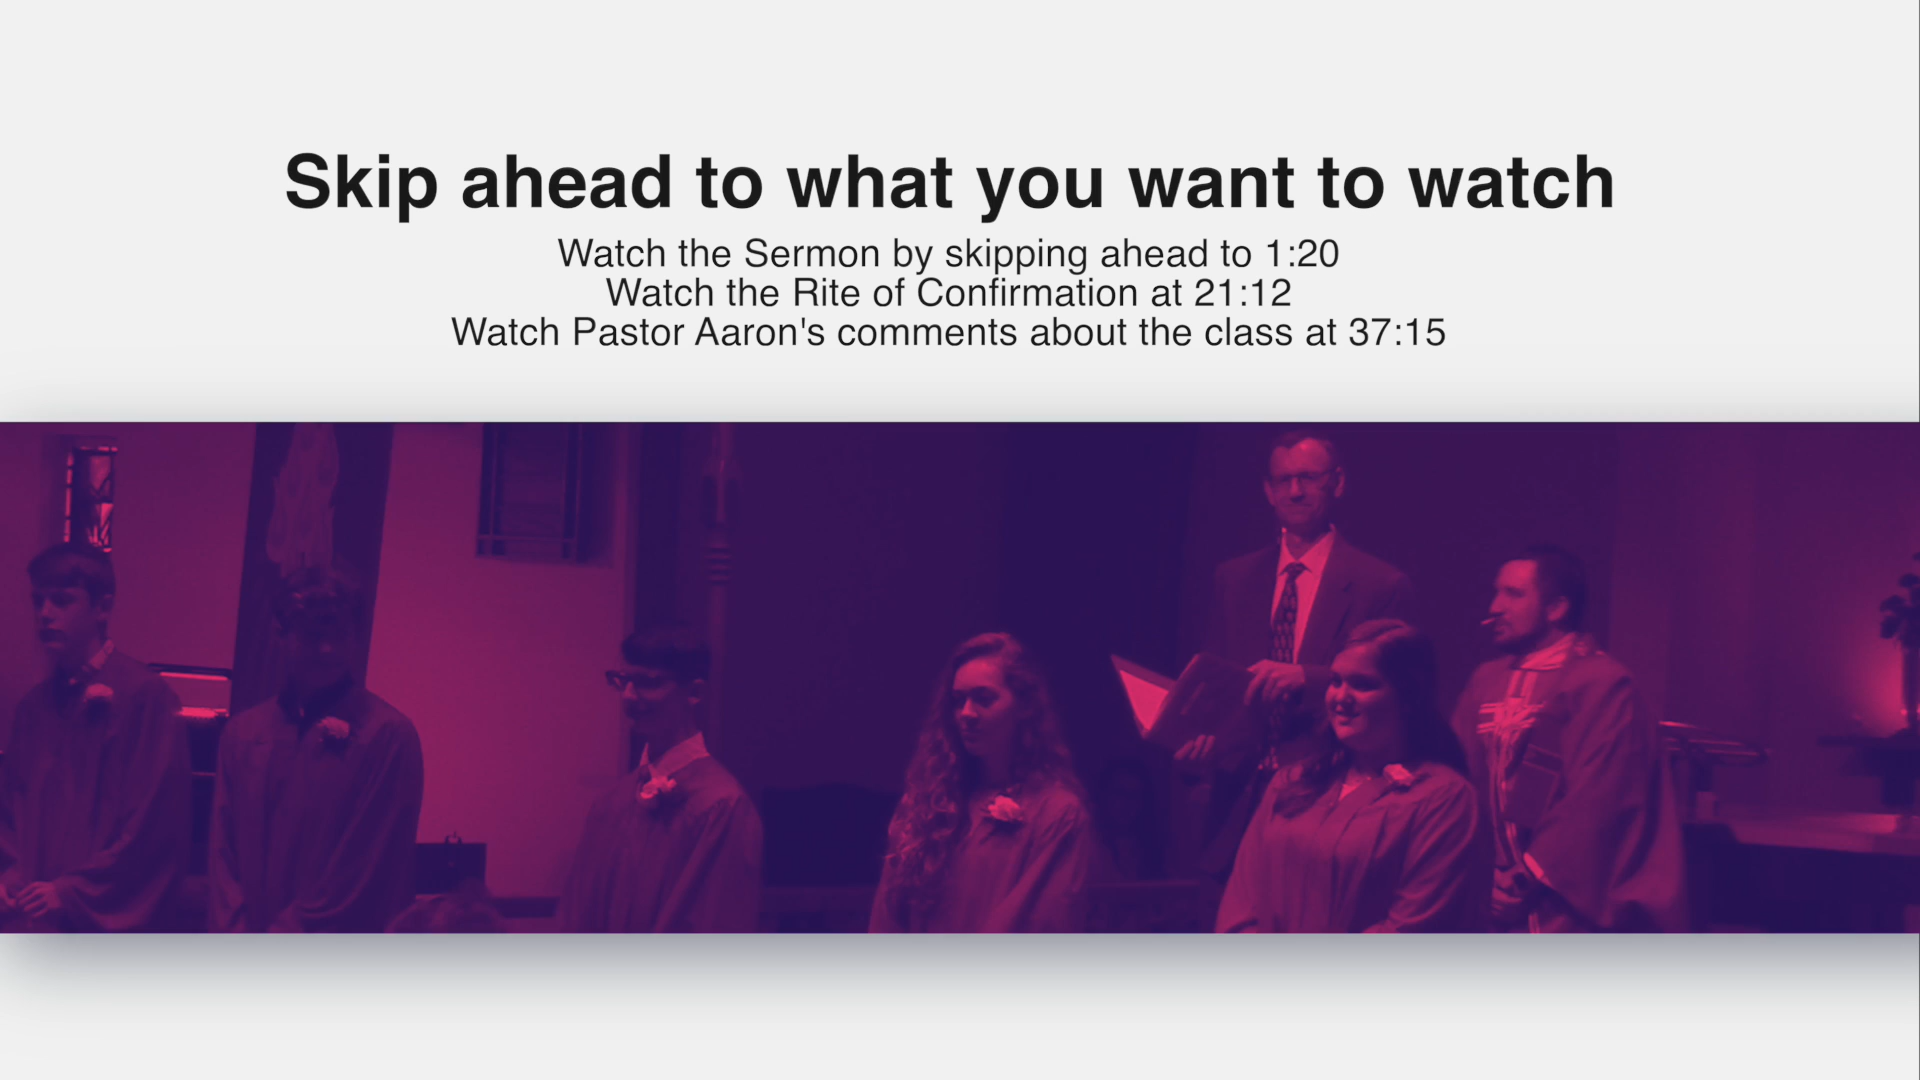 Skip ahead to what you want to watch
Watch the Sermon by skipping ahead to 1:20
Watch the Rite of Confirmation at 21:12
Watch Pastor Aaron's comments about the class at 37:15